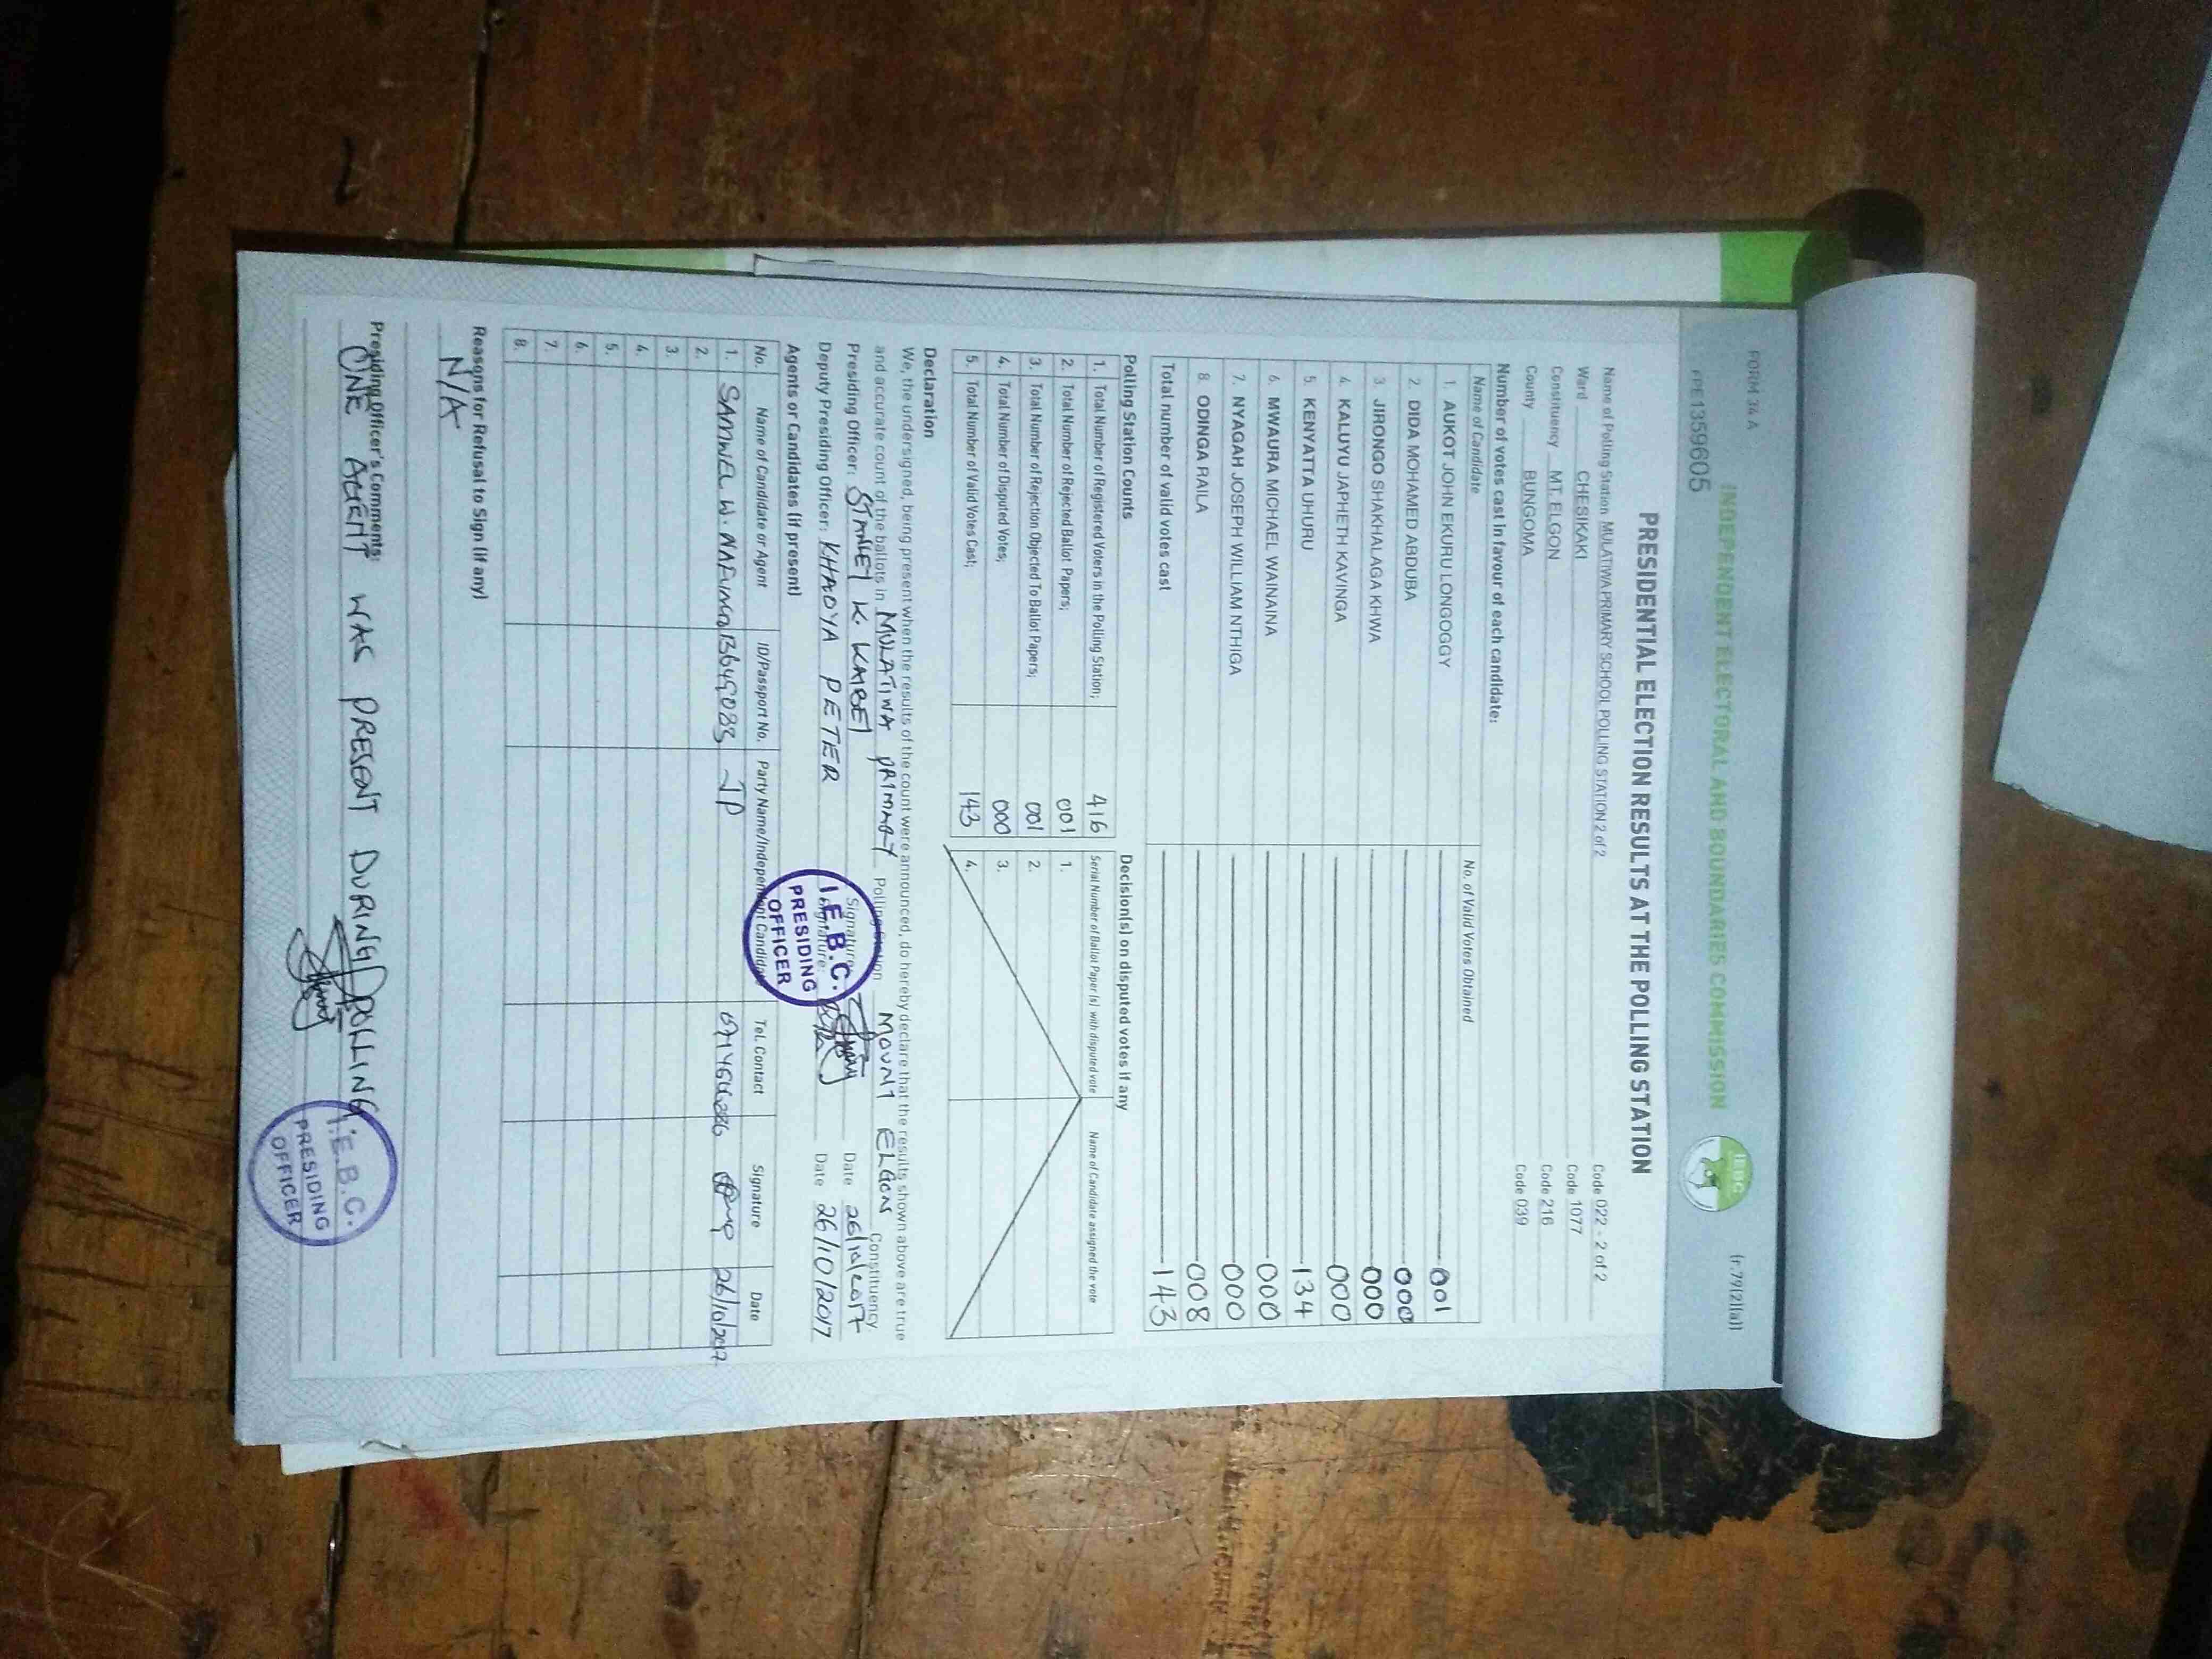 FORM 34 A
(r.79(2)(a))
INDEPENDENT ELECTORAL AND BOUNDARIES COMMISSION
IEBC
PRE1359605
PRESIDENTIAL ELECTION RESULTS AT THE POLLING STATION
Name of Polling Station MULATIWA PRIMARY SCHOOL POLLING STATION 2 of 2 Code 022 - 2 of 2
Ward CHESIKAKI Code 1077
Constituency MT. ELGON Code 216
County BUNGOMA Code 039
Number of votes cast in favour of each candidate:
Name of Candidate No. of Valid Votes Obtained
1. AUKOT JOHN EKURU LONGOGGY 001
2. DIDA MOHAMED ABDUBA 000
3. JIRONGO SHAKHALAGA KHWA 000
4. KALUYU JAPHETH KAVINGA 000
5. KENYATTA UHURU 134
6. MWAURA MICHAEL WAINAINA 000
7. NYAGAH JOSEPH WILLIAM NTHIGA 000
8. ODINGA RAILA 008
Total number of valid votes cast 143
Polling Station Counts Decision(s) on disputed votes if any
1. Total Number of Registered Voters in the Polling Station; 416 Serial Number of Ballot Paper (s) with disputed vote Name of Candidate assigned the vote
2. Total Number of Rejected Ballot Papers; 001 1.
3. Total Number of Rejection Objected To Ballot Papers; 001 2.
4. Total Number of Disputed Votes; 000 3.
5. Total Number of Valid Votes Cast; 143 4.
Declaration
We, the undersigned, being present when the results of the count were announced, do hereby declare that the results shown above are true
and accurate count of the ballots in MULATIWA PRIMARY Polling Station MOUNT ELGON Constituency.
Presiding Officer: STANLEY K. Signature: Date 26/10/2017
Deputy Presiding Officer: KHAOYA PETER Signature: Date 26/10/2017
I.E.B.C.
PRESIDING
OFFICER
Agents or Candidates (if present)
No. Name of Candidate or Agent ID/Passport No. Party Name/Independent Candidate Tel. Contact Signature Date
1. SAMWEL W. JP 26/10/2017
2.
3.
4.
5.
6.
7.
8.
Reasons for Refusal to Sign (if any)
N/A
Presiding Officer's Comments:
ONE AGENT WAS PRESENT DURING POLLING
I.E.B.C.
PRESIDING
OFFICER